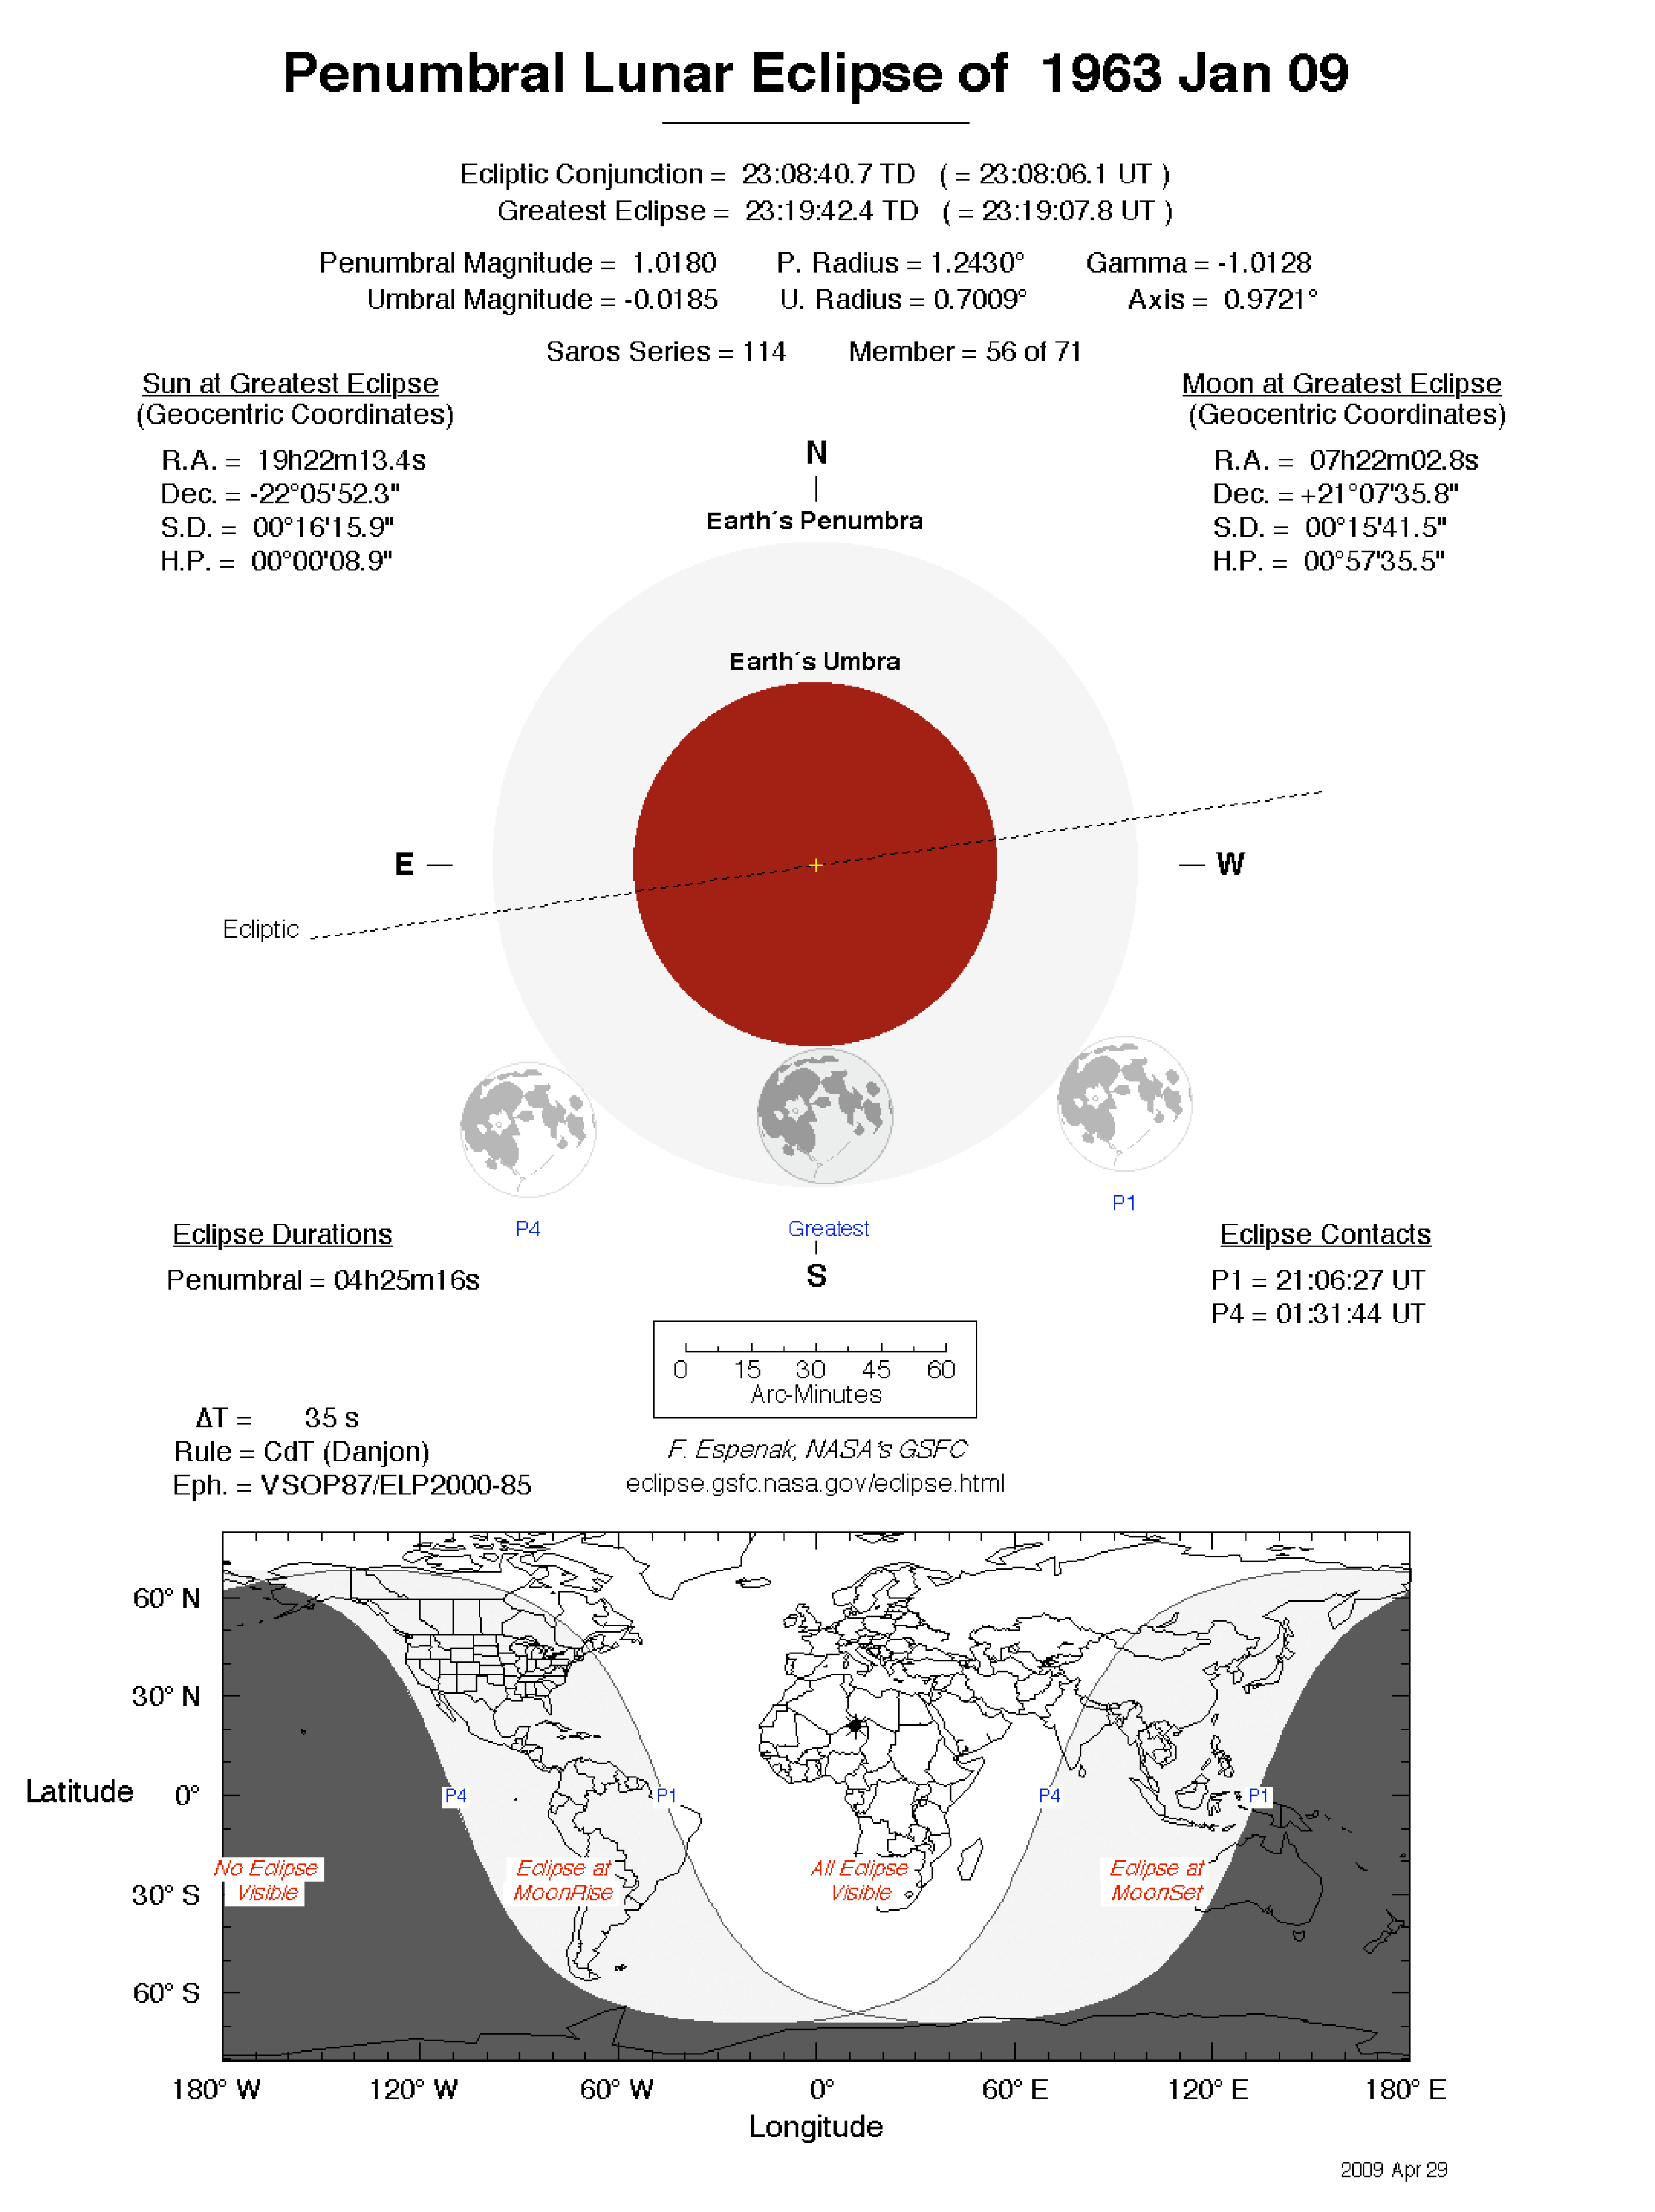 Penumbral Lunar Eclipse of 1963 Jan 09
Ecliptic Conjunction = 23:08:40.7 TD ( = 23:08:06.1 UT )
Greatest Eclipse = 23:19:42.4 TD ( = 23:19:07.8 UT )
Penumbral Magnitude = 1.0180 P. Radius = 1.2430° Gamma = -1.0128
Umbral Magnitude = -0.0185 U. Radius = 0.7009° Axis = 0.9721°
Saros Series = 114 Member = 56 of 71
Sun at Greatest Eclipse
(Geocentric Coordinates)
R.A. = 19h22m13.4s
Dec. = -22°05'52.3"
S.D. = 00°16'15.9"
H.P. = 00°00'08.9"
Moon at Greatest Eclipse
(Geocentric Coordinates)
R.A. = 07h22m02.8s
Dec. = +21°07'35.8"
S.D. = 00°15'41.5"
H.P. = 00°57'35.5"
N
Earth´s Penumbra
Earth´s Umbra
E
W
Ecliptic
P4
Greatest
P1
S
Eclipse Durations
Penumbral = 04h25m16s
Eclipse Contacts
P1 = 21:06:27 UT
P4 = 01:31:44 UT
0 15 30 45 60
Arc-Minutes
ΔT = 35 s
Rule = CdT (Danjon)
Eph. = VSOP87/ELP2000-85
F. Espenak, NASA's GSFC
eclipse.gsfc.nasa.gov/eclipse.html
60° N
30° N
Latitude 0°
30° S
60° S
P4
P1
P4
P1
No Eclipse
Visible
Eclipse at
MoonRise
All Eclipse
Visible
Eclipse at
MoonSet
180° W 120° W 60° W 0° 60° E 120° E 180° E
Longitude
2009 Apr 29